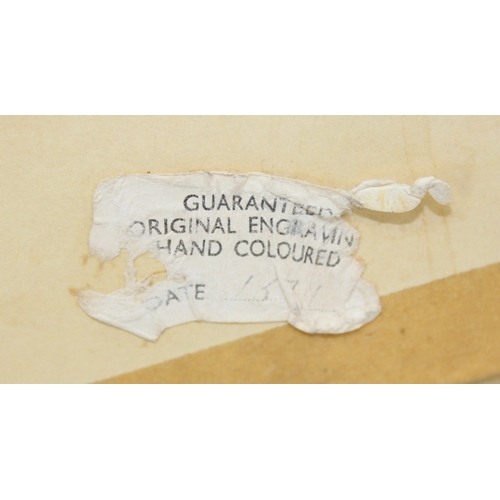 GUARANTEED
ORIGINAL ENGRAVIN
HAND COLOURED
DATE